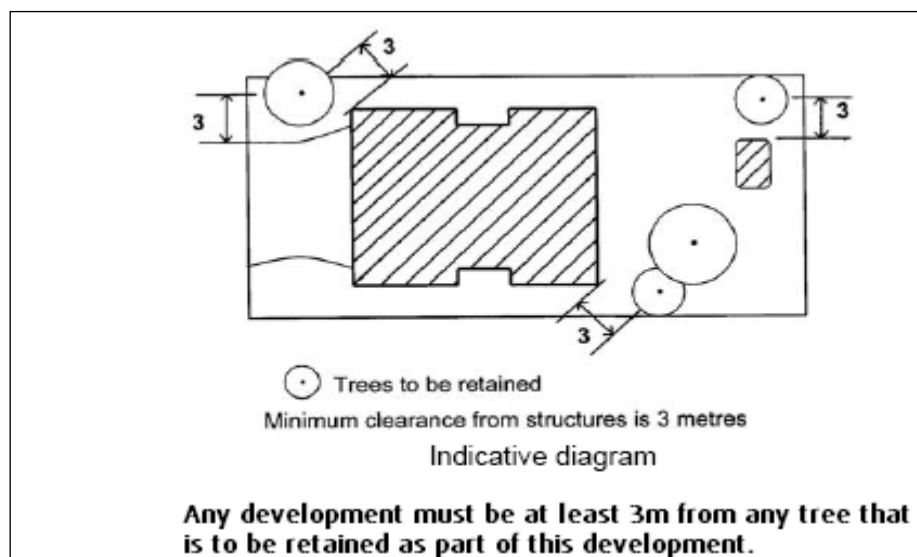 3
3
3
3
Trees to be retained
Minimum clearance from structures is 3 metres
Indicative diagram
Any development must be at least 3m from any tree that
is to be retained as part of this development.